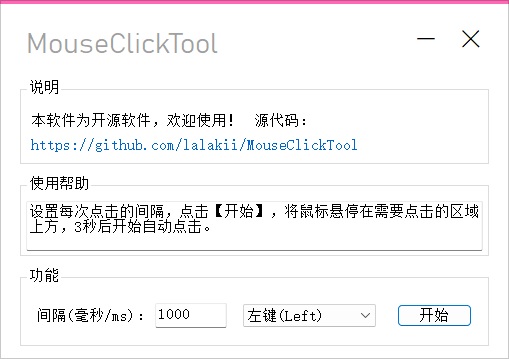 MouseClickTool
说明
本软件为开源软件，欢迎使用！ 源代码：
https://github.com/lalakii/MouseClickTool
使用帮助
设置每次点击的间隔，点击【开始】，将鼠标悬停在需要点击的区域
上方，3秒后开始自动点击。
功能
间隔(毫秒/ms)： 1000 左键(Left) 开始